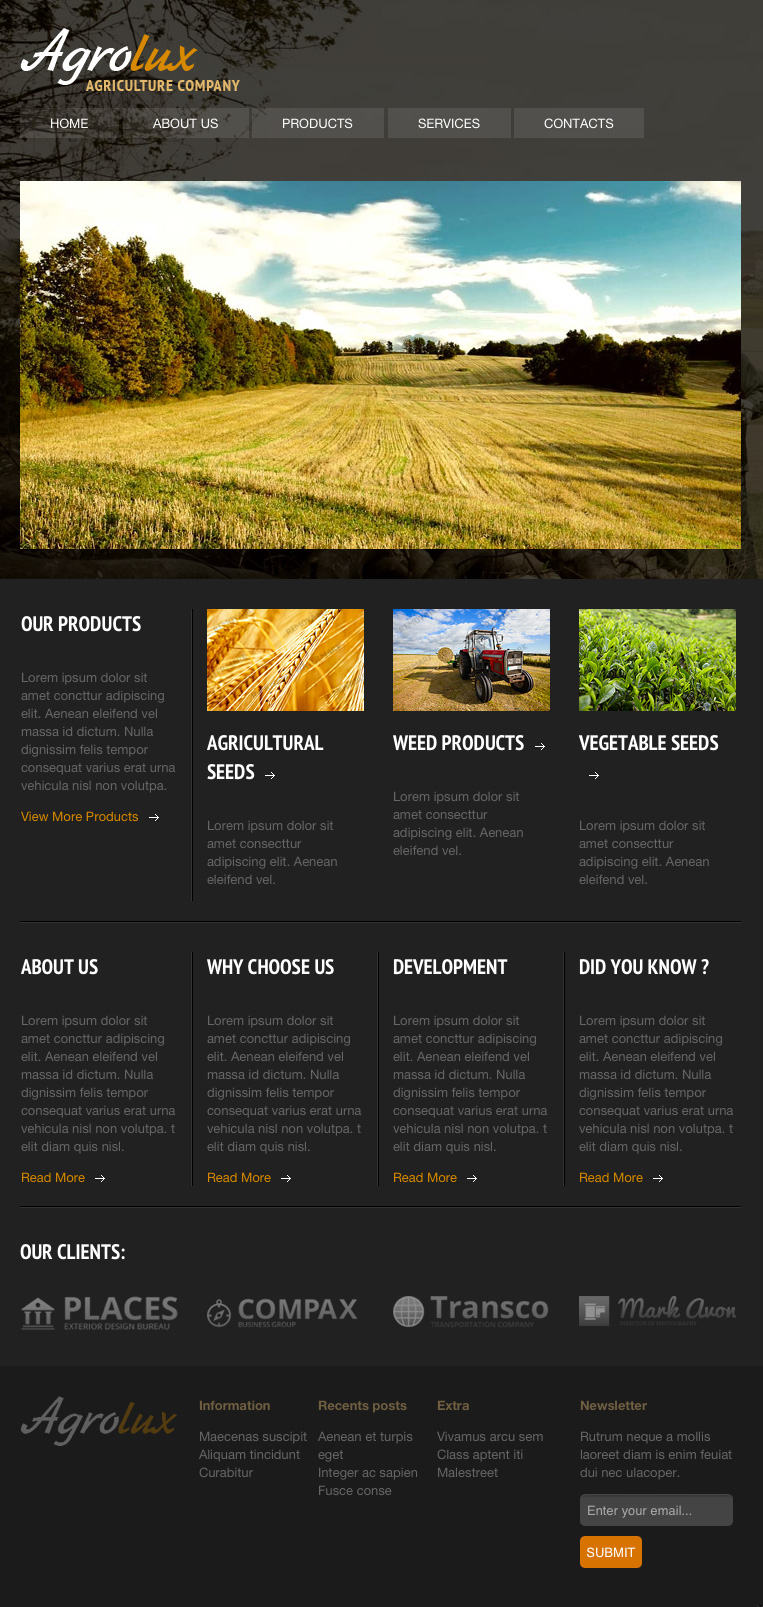 Agrolux
AGRICULTURE COMPANY
HOME
ABOUT US
PRODUCTS
SERVICES
CONTACTS
OUR PRODUCTS
Lorem ipsum dolor sit
amet concttur adipiscing
elit. Aenean eleifend vel
massa id dictum. Nulla
dignissim felis tempor
consequat varius erat urna
vehicula nisl non volutpa.
View More Products →
AGRICULTURAL
SEEDS →
Lorem ipsum dolor sit
amet consecttur
adipiscing elit. Aenean
eleifend vel.
WEED PRODUCTS →
Lorem ipsum dolor sit
amet consecttur
adipiscing elit. Aenean
eleifend vel.
VEGETABLE SEEDS
→
Lorem ipsum dolor sit
amet consecttur
adipiscing elit. Aenean
eleifend vel.
ABOUT US
Lorem ipsum dolor sit
amet concttur adipiscing
elit. Aenean eleifend vel
massa id dictum. Nulla
dignissim felis tempor
consequat varius erat urna
vehicula nisl non volutpa. t
elit diam quis nisl.
Read More →
WHY CHOOSE US
Lorem ipsum dolor sit
amet concttur adipiscing
elit. Aenean eleifend vel
massa id dictum. Nulla
dignissim felis tempor
consequat varius erat urna
vehicula nisl non volutpa. t
elit diam quis nisl.
Read More →
DEVELOPMENT
Lorem ipsum dolor sit
amet concttur adipiscing
elit. Aenean eleifend vel
massa id dictum. Nulla
dignissim felis tempor
consequat varius erat urna
vehicula nisl non volutpa. t
elit diam quis nisl.
Read More →
DID YOU KNOW ?
Lorem ipsum dolor sit
amet concttur adipiscing
elit. Aenean eleifend vel
massa id dictum. Nulla
dignissim felis tempor
consequat varius erat urna
vehicula nisl non volutpa. t
elit diam quis nisl.
Read More →
OUR CLIENTS:
PLACES
EXTERIOR DESIGN BUREAU
COMPAX
BUSINESS GROUP
Transco
TRANSPORTATION COMPANY
Mark Avon
Agrolux
Information
Maecenas suscipit
Aliquam tincidunt
Curabitur
Recents posts
Aenean et turpis
eget
Integer ac sapien
Fusce conse
Extra
Vivamus arcu sem
Class aptent iti
Malestreet
Newsletter
Rutrum neque a mollis
laoreet diam is enim feuiat
dui nec ulacoper.
Enter your email...
SUBMIT